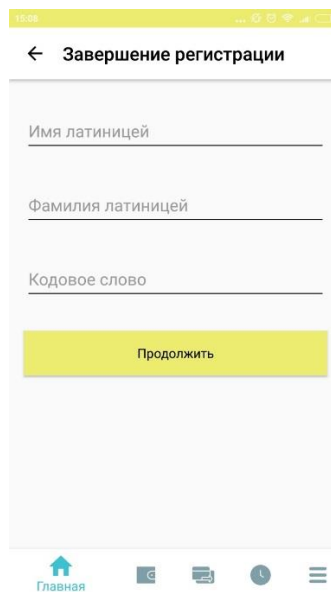 15:08
Завершение регистрации
Имя латиницей
Фамилия латиницей
Кодовое слово
Продолжить
Главная